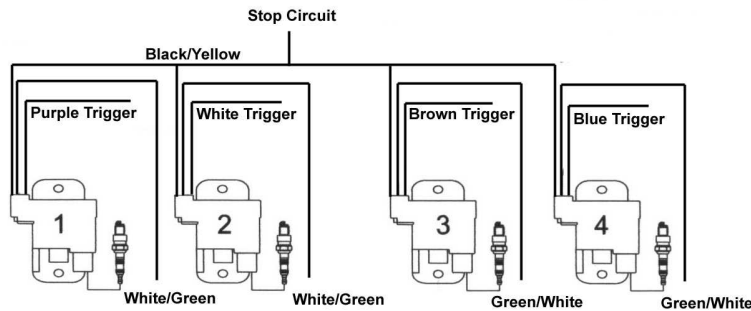 Stop Circuit
Black/Yellow
Purple Trigger
White Trigger
Brown Trigger
Blue Trigger
1
2
3
4
White/Green
White/Green
Green/White
Green/White